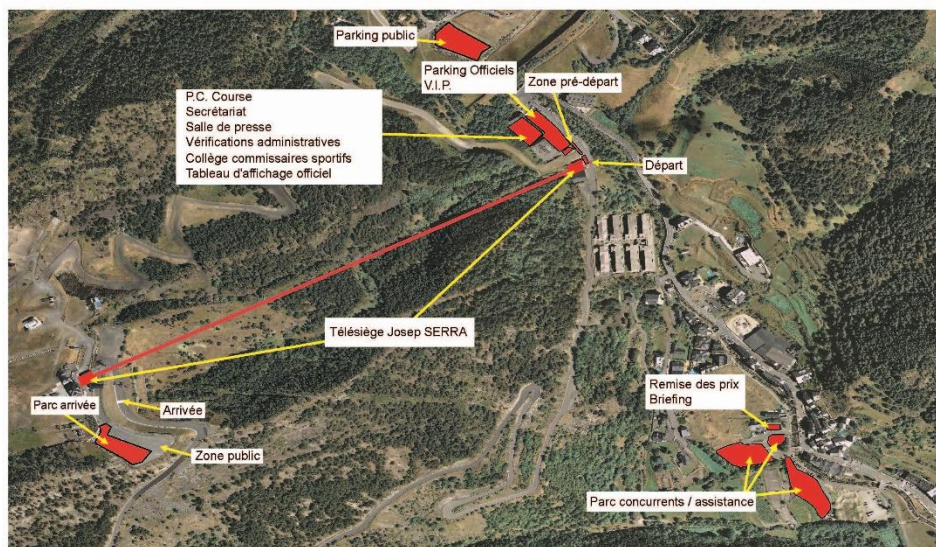 Parking public
Parking Officiels
V.I.P.
Zone pré-départ
P.C. Course
Secrétariat
Salle de presse
Vérifications administratives
Collège commissaires sportifs
Tableau d'affichage officiel
Départ
Télésiège Josep SERRA
Parc arrivée
Arrivée
Zone public
Remise des prix
Briefing
Parc concurrents / assistance